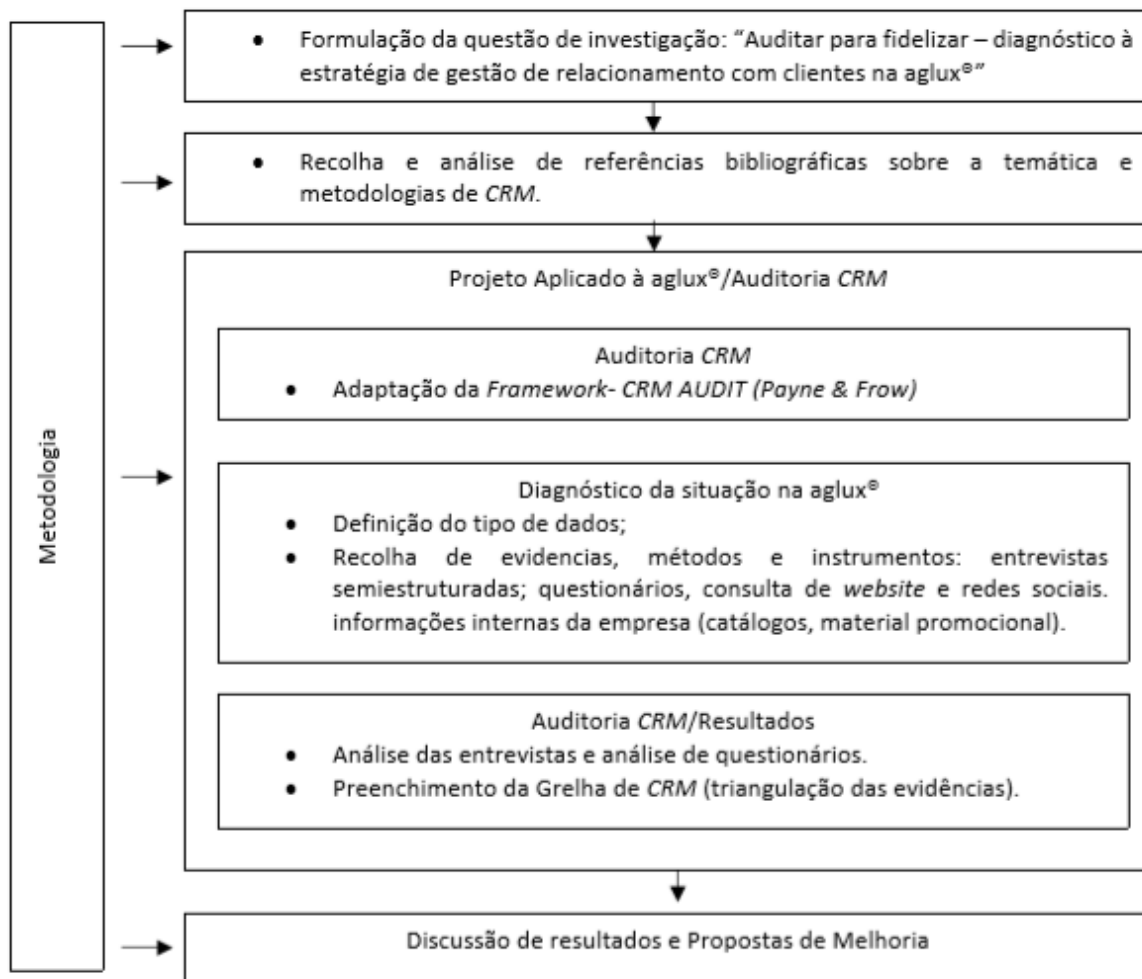 Metodologia
● Formulação da questão de investigação: “Auditar para fidelizar – diagnóstico à
estratégia de gestão de relacionamento com clientes na aglux®”
● Recolha e análise de referências bibliográficas sobre a temática e
metodologias de CRM.
Projeto Aplicado à aglux®/Auditoria CRM
Auditoria CRM
● Adaptação da Framework- CRM AUDIT (Payne & Frow)
Diagnóstico da situação na aglux®
● Definição do tipo de dados;
● Recolha de evidencias, métodos e instrumentos: entrevistas
semiestruturadas; questionários, consulta de website e redes sociais.
informações internas da empresa (catálogos, material promocional).
Auditoria CRM/Resultados
● Análise das entrevistas e análise de questionários.
● Preenchimento da Grelha de CRM (triangulação das evidências).
Discussão de resultados e Propostas de Melhoria